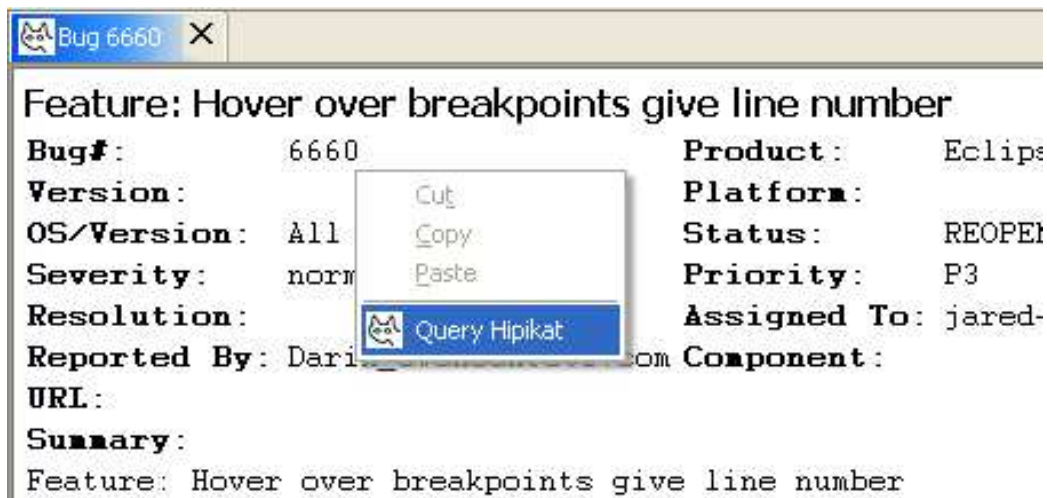 Bug 6660
Feature: Hover over breakpoints give line number
Bug#: 6660 Product: Eclips
Version: Platform:
OS/Version: All Status: REOPEN
Severity: norm Priority: P3
Resolution: Assigned To: jared-
Reported By: Dari com Component:
URL:
Summary:
Feature: Hover over breakpoints give line number
Cut
Copy
Paste
Query Hipikat